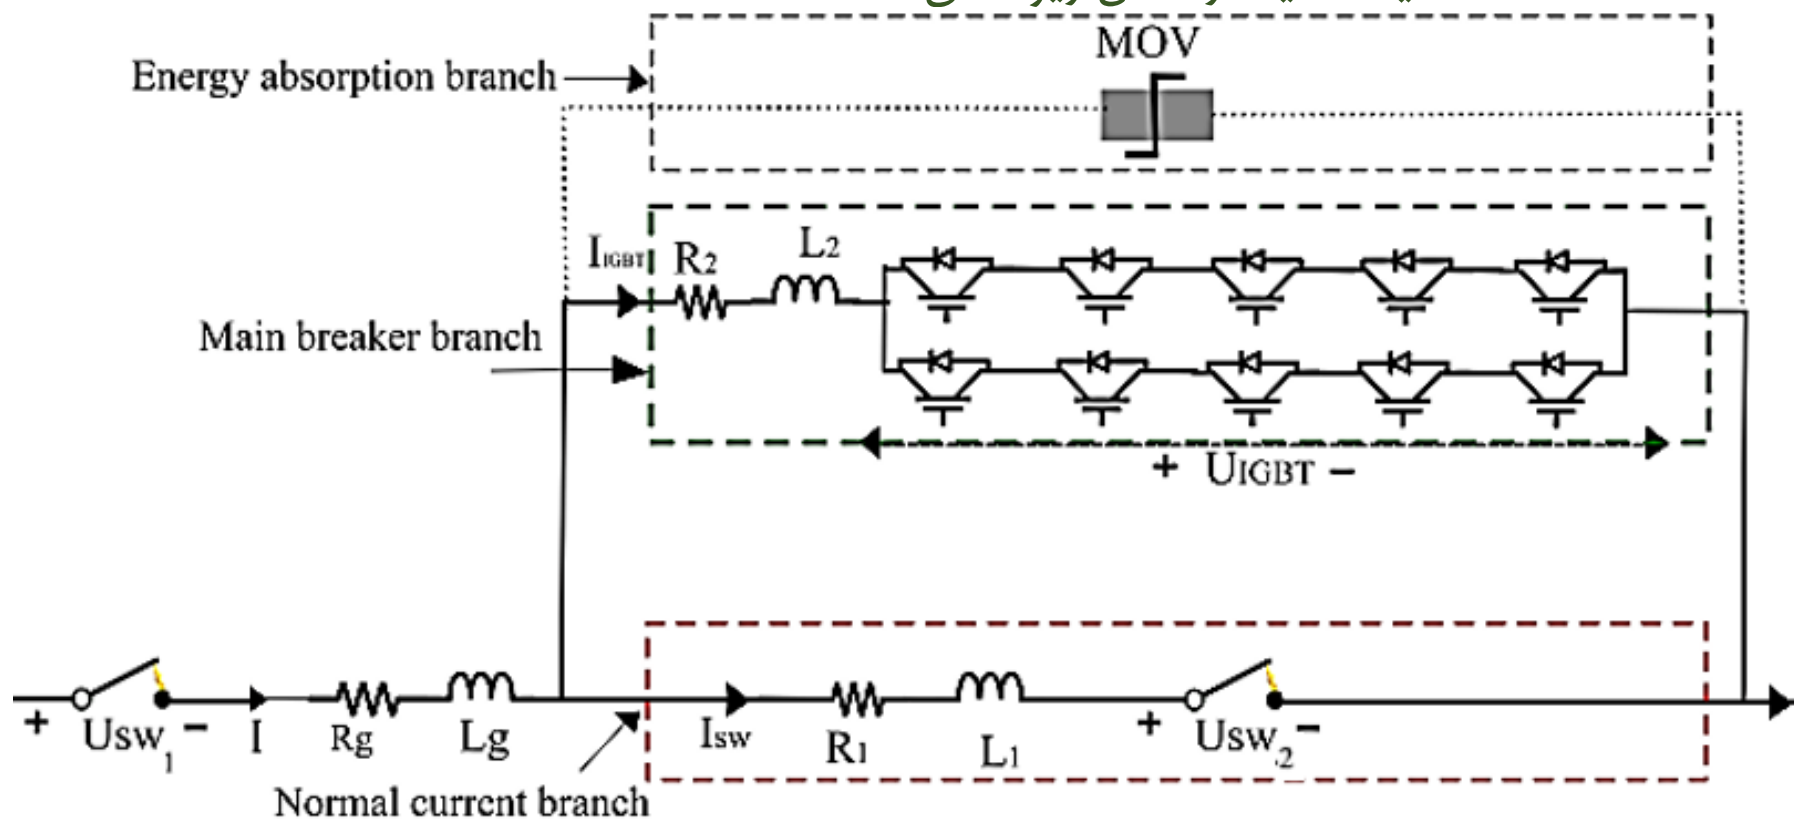 MOV
Energy absorption branch
IIGBT
R2
L2
Main breaker branch
+ UIGBT −
+ Usw1 −
I
Rg
Lg
Isw
R1
L1
+ Usw2 −
Normal current branch